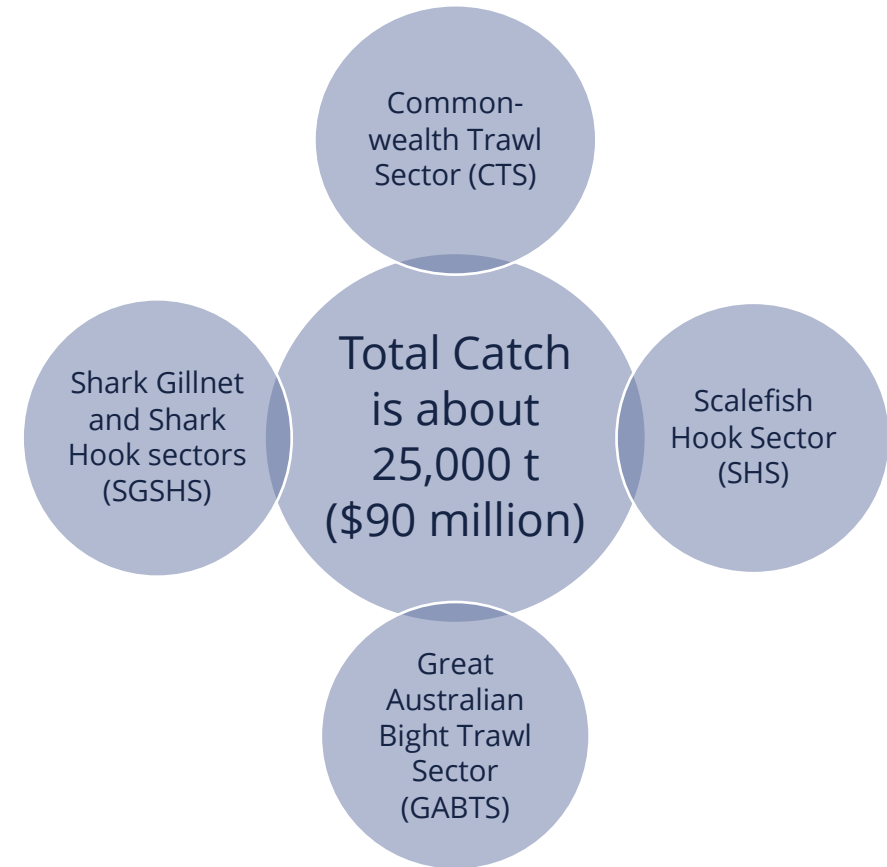 Common-
wealth Trawl
Sector (CTS)
Shark Gillnet
and Shark
Hook sectors
(SGSHS)
Total Catch
is about
25,000 t
($90 million)
Scalefish
Hook Sector
(SHS)
Great
Australian
Bight Trawl
Sector
(GABTS)